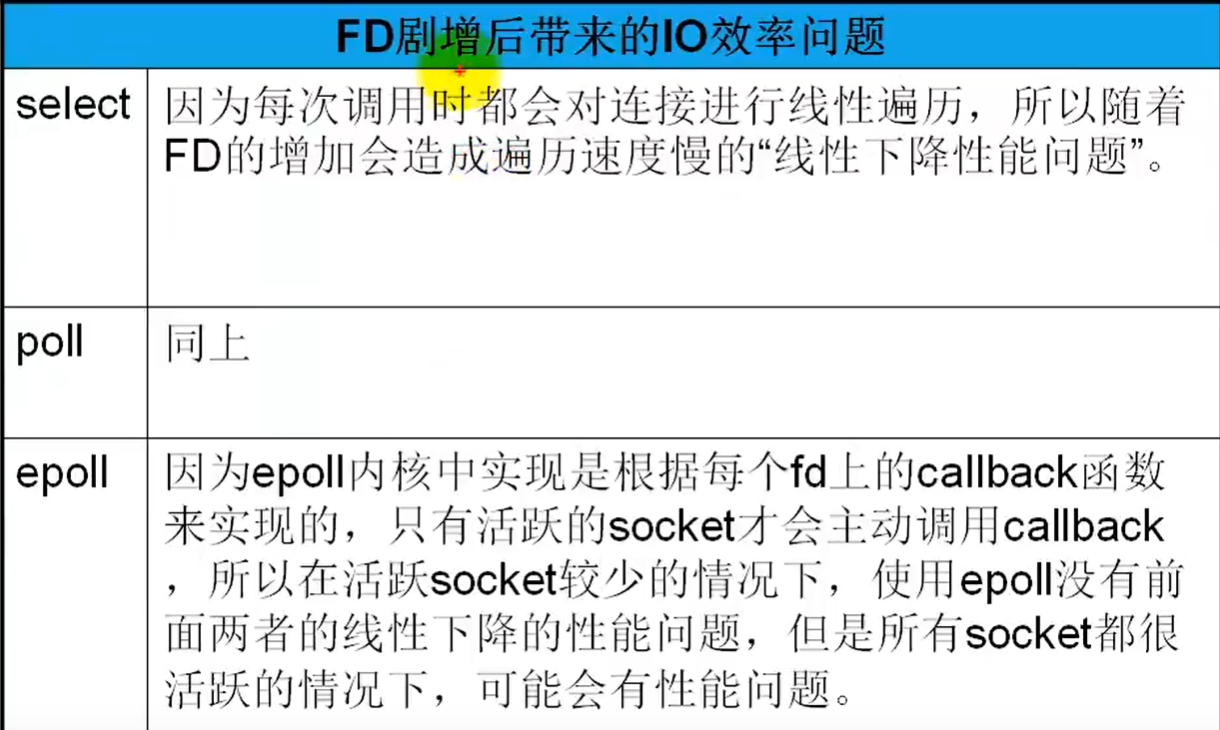 FD剧增后带来的IO效率问题
select
因为每次调用时都会对连接进行线性遍历，所以随着
FD的增加会造成遍历速度慢的“线性下降性能问题”。
poll
同上
epoll
因为epoll内核中实现是根据每个fd上的callback函数
来实现的，只有活跃的socket才会主动调用callback
，所以在活跃socket较少的情况下，使用epoll没有前
面两者的线性下降的性能问题，但是所有socket都很
活跃的情况下，可能会有性能问题。